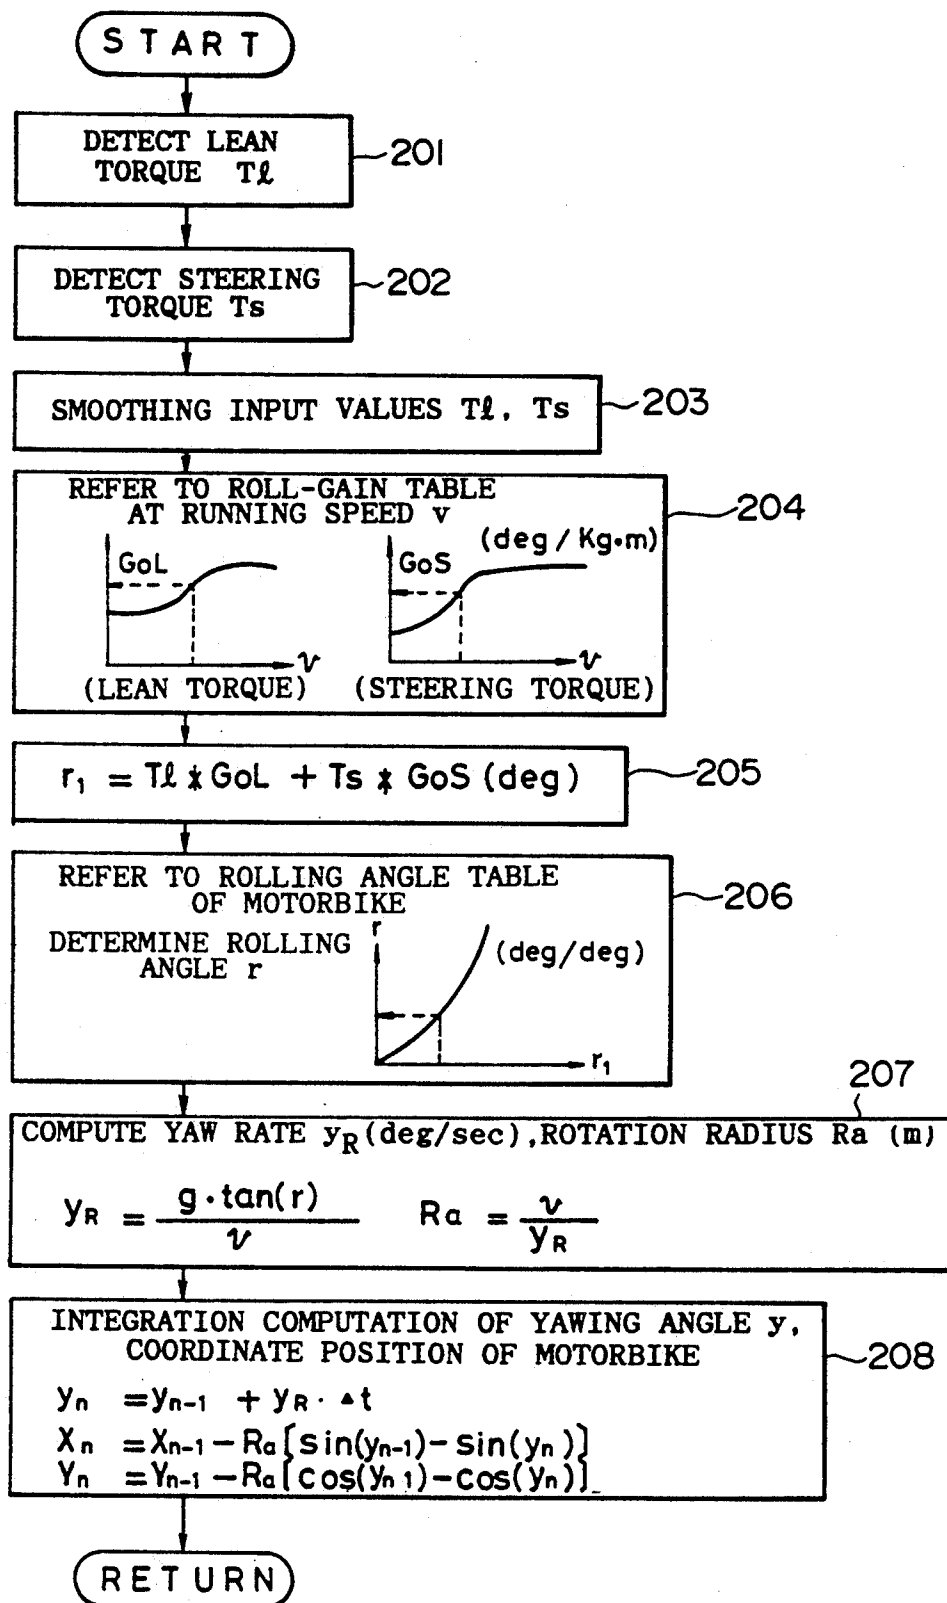 START
DETECT LEAN
TORQUE Tℓ
201
DETECT STEERING
TORQUE Ts
202
SMOOTHING INPUT VALUES Tℓ, Ts
203
REFER TO ROLL-GAIN TABLE
AT RUNNING SPEED v
204
(deg/Kg·m)
GoL
GoS
v
v
(LEAN TORQUE)
(STEERING TORQUE)
r₁ = Tℓ * GoL + Ts * GoS (deg)
205
REFER TO ROLLING ANGLE TABLE
OF MOTORBIKE
206
DETERMINE ROLLING
ANGLE r
r
(deg/deg)
r₁
207
COMPUTE YAW RATE y_R(deg/sec), ROTATION RADIUS Ra (m)
y_R = g·tan(r) / v
Ra = v / y_R
INTEGRATION COMPUTATION OF YAWING ANGLE y,
COORDINATE POSITION OF MOTORBIKE
208
yₙ = yₙ₋₁ + y_R · ▲t
Xₙ = Xₙ₋₁ – Ra[sin(yₙ₋₁) – sin(yₙ)]
Yₙ = Yₙ₋₁ – Ra[cos(yₙ₋₁) – cos(yₙ)]
RETURN